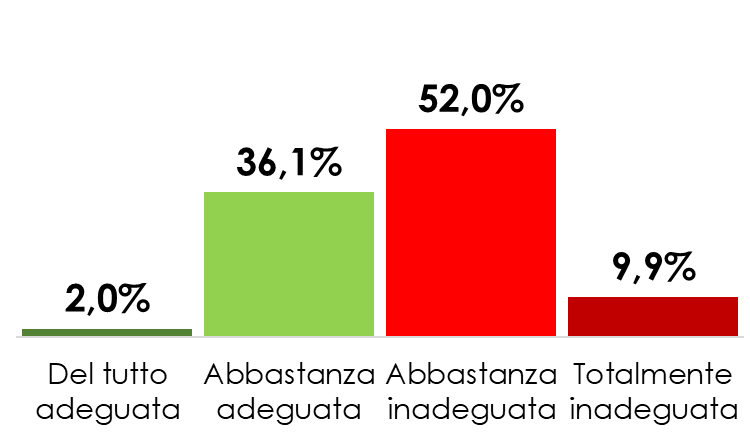 52,0%
36,1%
9,9%
2,0%
Del tutto
adeguata
Abbastanza
adeguata
Abbastanza
inadeguata
Totalmente
inadeguata